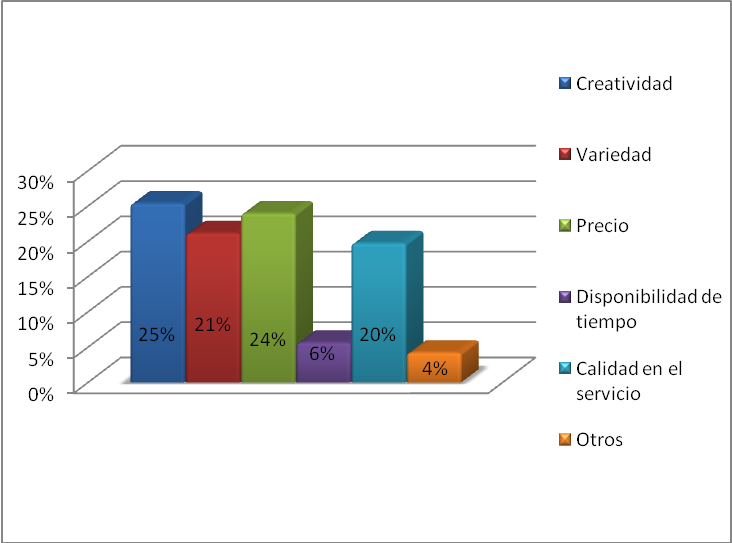 30%
25%
20%
15%
10%
5%
0%
25%
21%
24%
6%
20%
4%
Creatividad
Variedad
Precio
Disponibilidad de
tiempo
Calidad en el
servicio
Otros